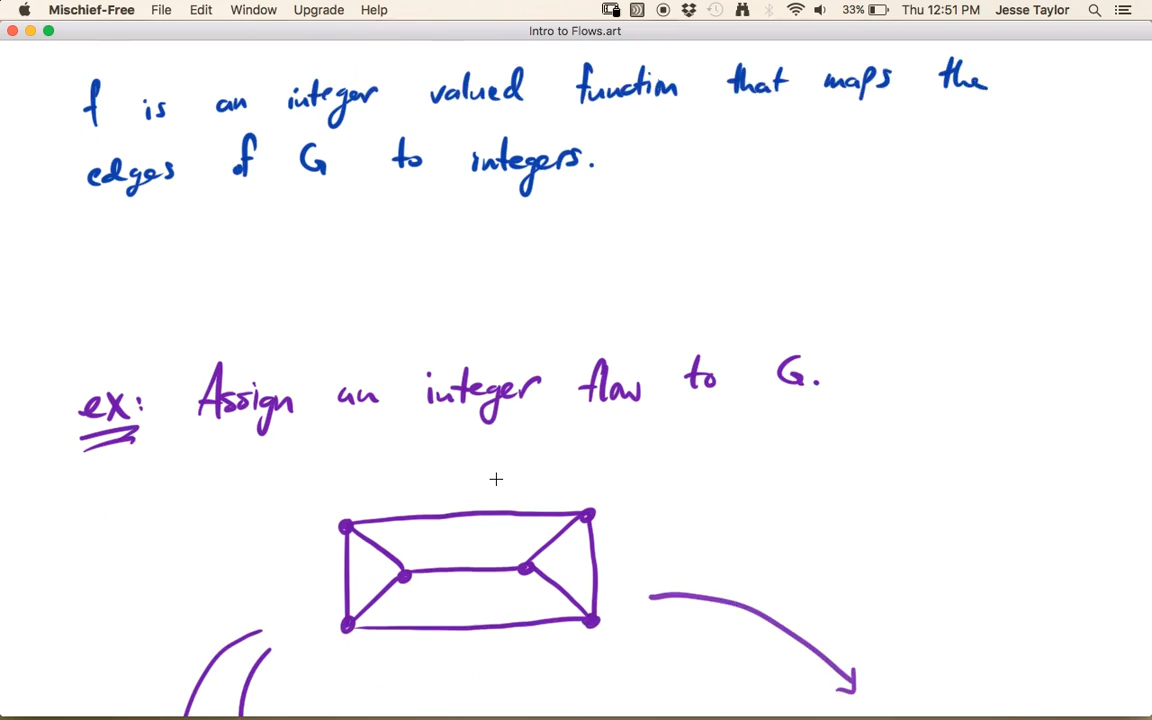 Mischief-Free File Edit Window Upgrade Help 33% Thu 12:51 PM Jesse Taylor
Intro to Flows.art
f is an integer valued function that maps the
edges of G to integers.
ex: Assign an integer flow to G.